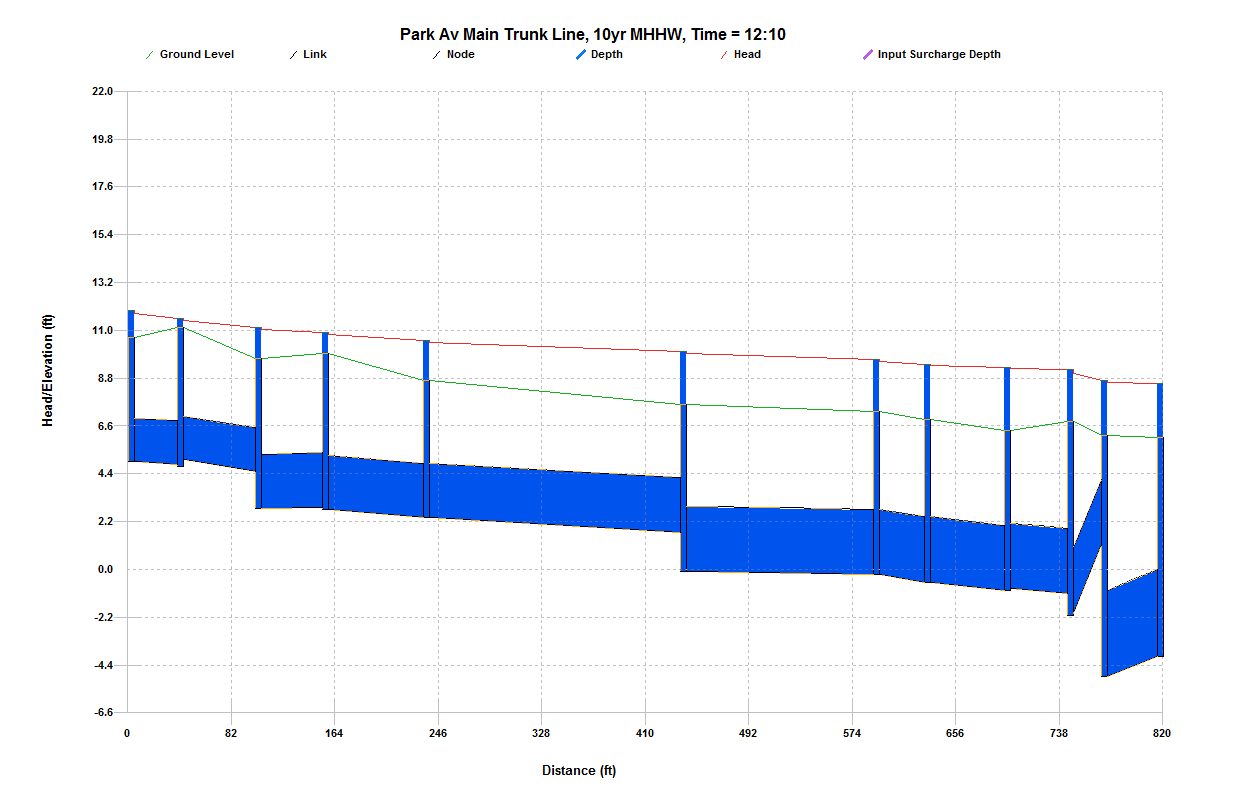 Park Av Main Trunk Line, 10yr MHHW, Time = 12:10
Ground Level Link Node Depth Head Input Surcharge Depth
22.0
19.8
17.6
15.4
13.2
11.0
8.8
6.6
4.4
2.2
0.0
-2.2
-4.4
-6.6
Head/Elevation (ft)
0 82 164 246 328 410 492 574 656 738 820
Distance (ft)